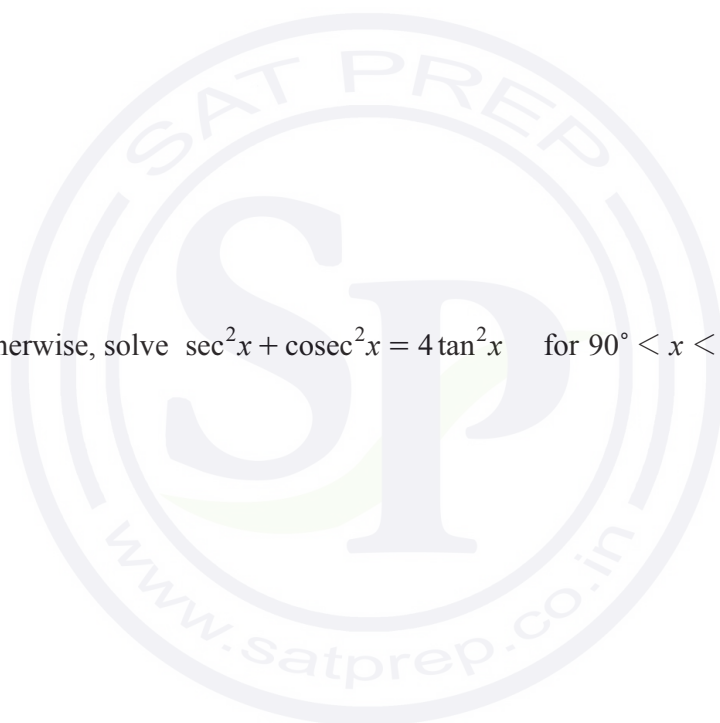 SAT PREP
SP
herwise, solve sec²x + cosec²x = 4 tan²x for 90° < x <
www.satprep.co.in